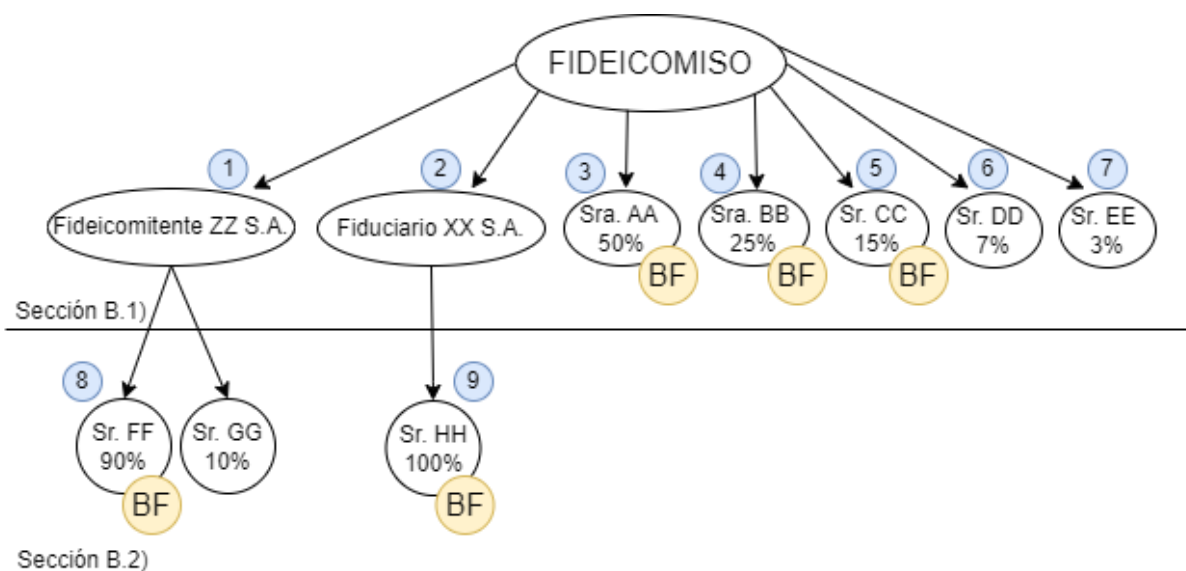 FIDEICOMISO
1
2
3
4
5
6
7
Fideicomitente ZZ S.A.
Fiduciario XX S.A.
Sra. AA
50%
BF
Sra. BB
25%
BF
Sr. CC
15%
BF
Sr. DD
7%
Sr. EE
3%
Sección B.1)
8
9
Sr. FF
90%
BF
Sr. GG
10%
Sr. HH
100%
BF
Sección B.2)